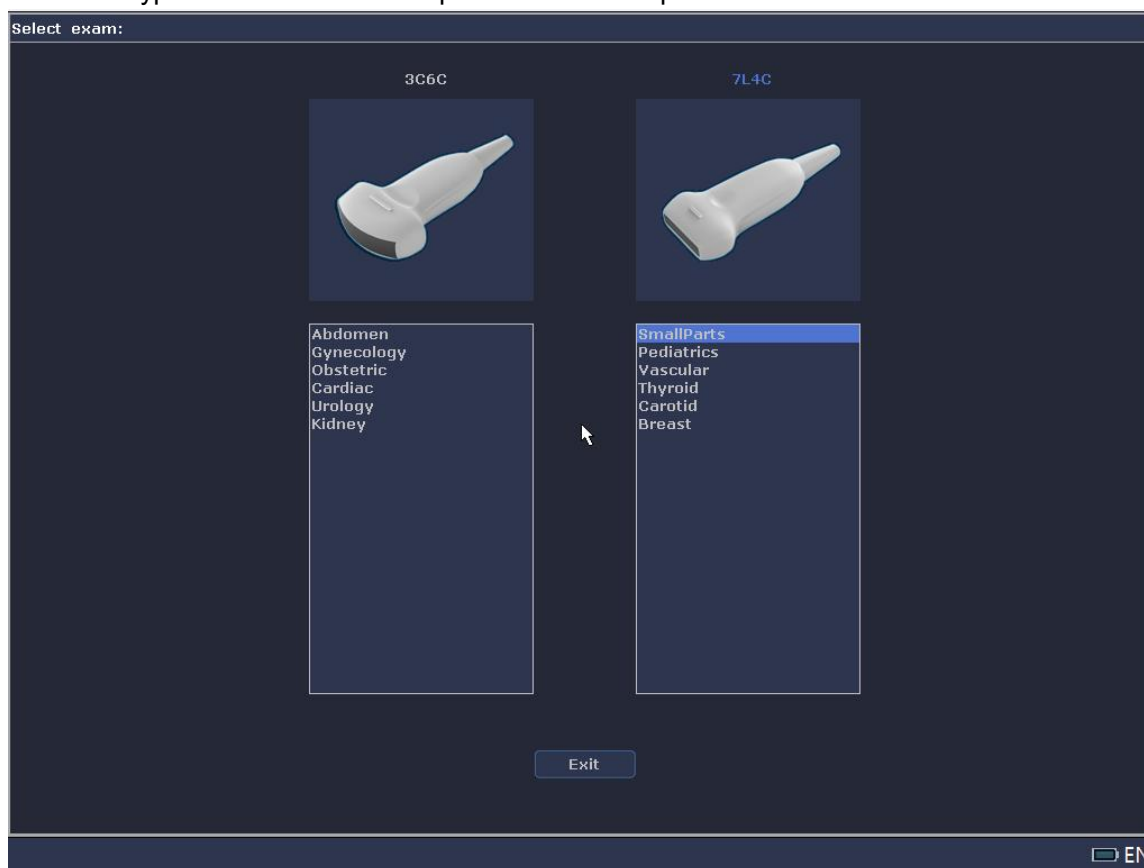 Select exam:
3C6C
7L4C
Abdomen
Gynecology
Obstetric
Cardiac
Urology
Kidney
SmallParts
Pediatrics
Vascular
Thyroid
Carotid
Breast
Exit
EN